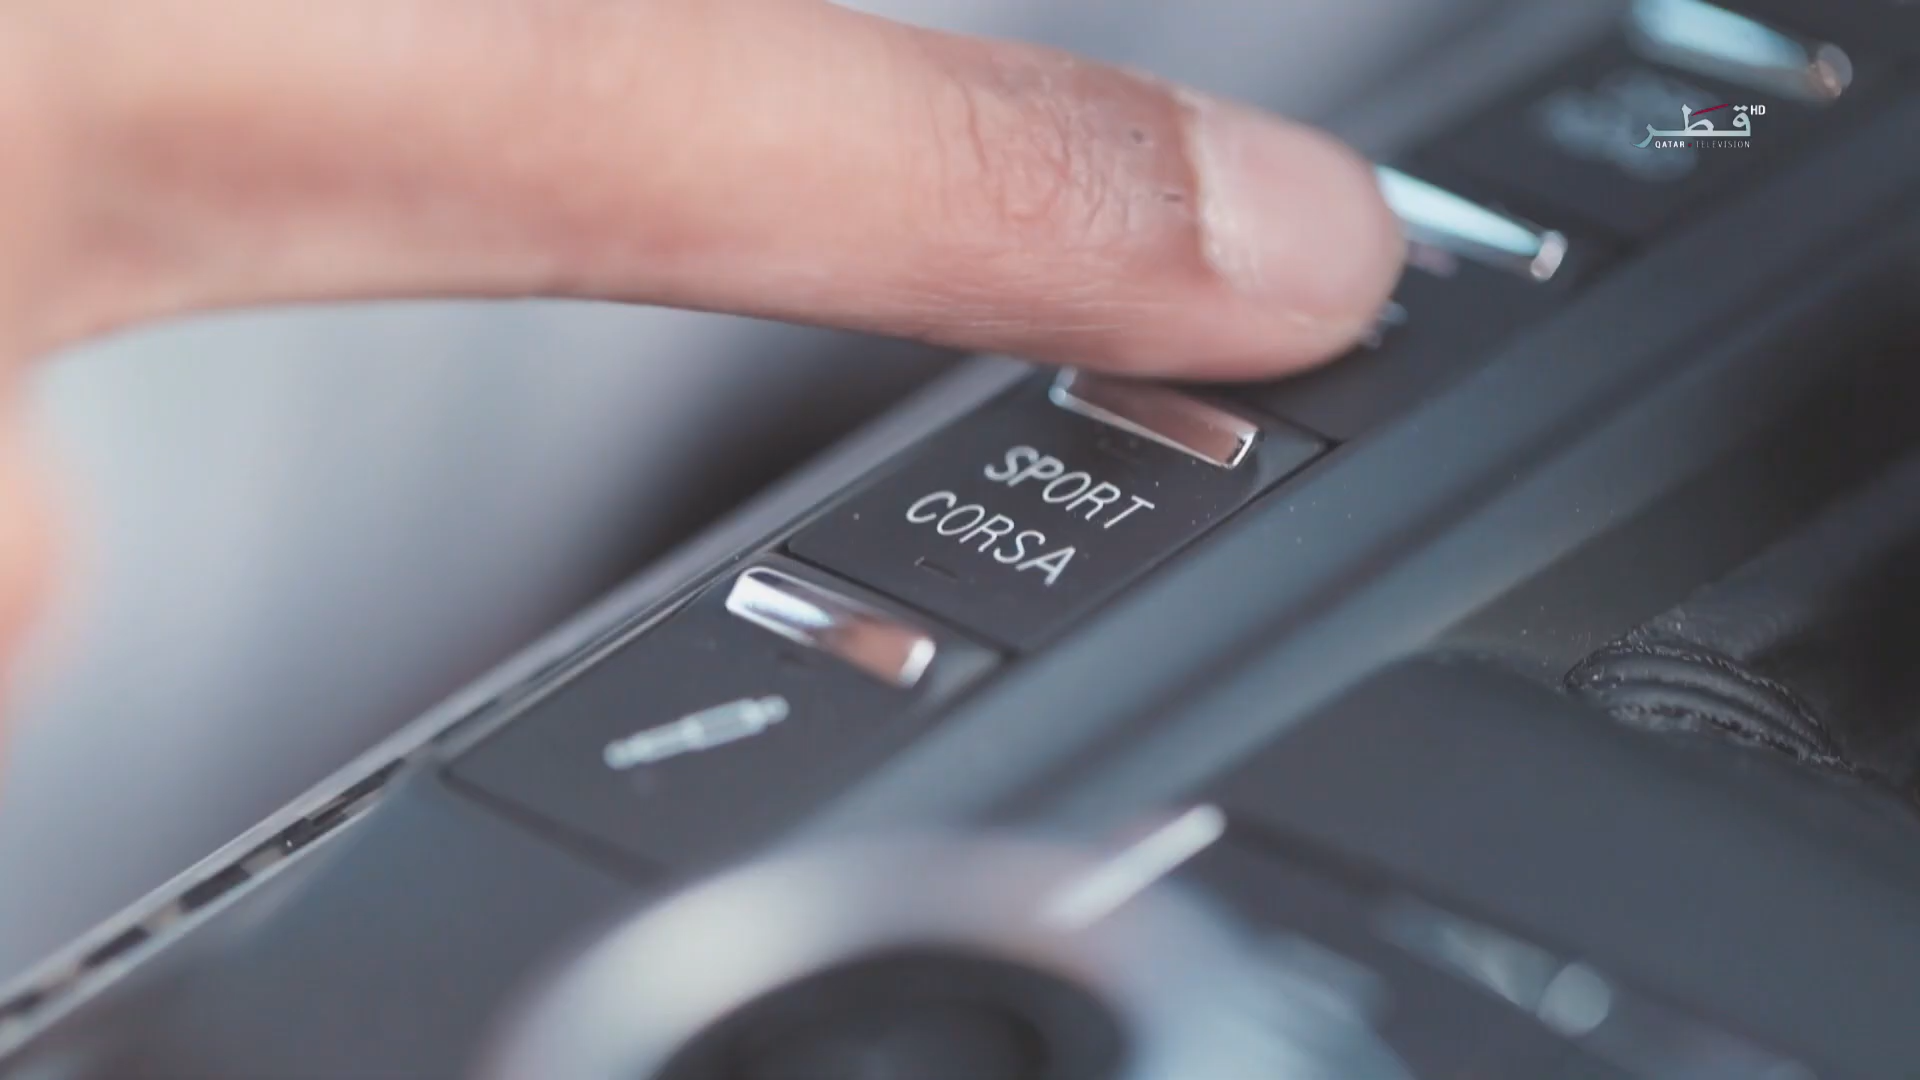 قطر HD
QATAR TELEVISION
SPORT
CORSA